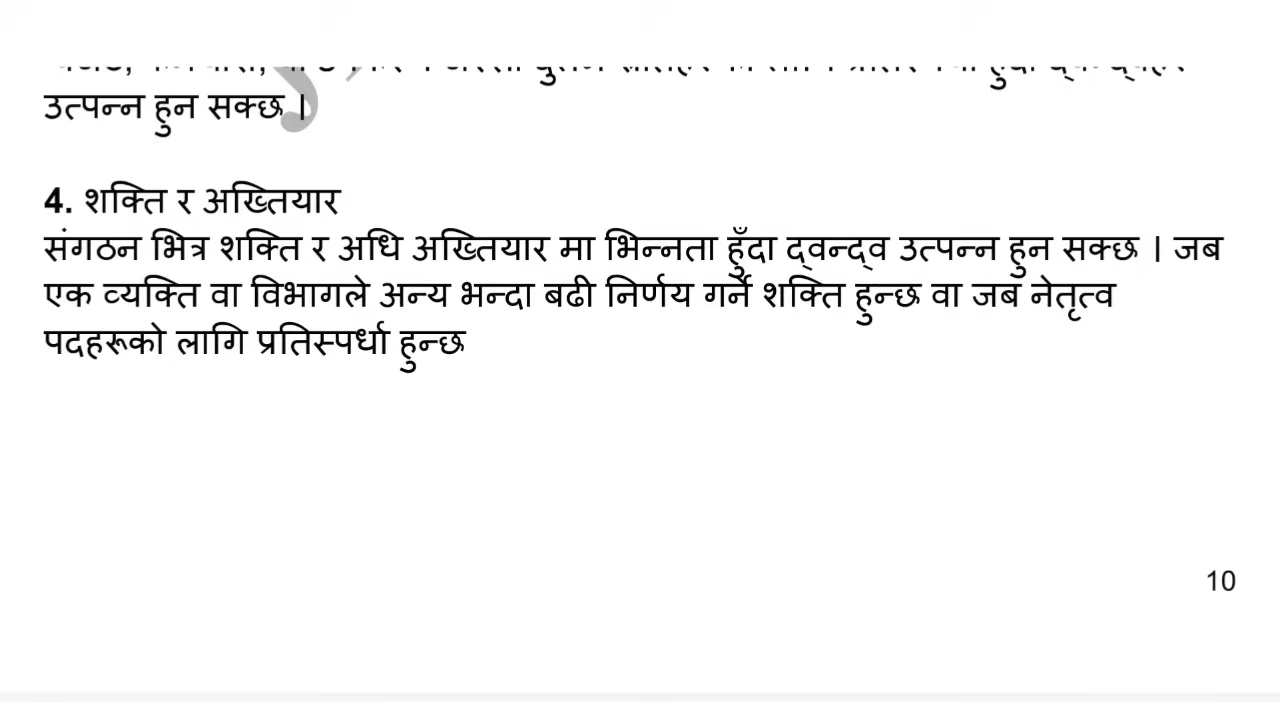 उत्पन्न हुन सक्छ ।
4. शक्ति र अख्तियार
संगठन भित्र शक्ति र अधि अख्तियार मा भिन्नता हुँदा द्वन्द्व उत्पन्न हुन सक्छ । जब
एक व्यक्ति वा विभागले अन्य भन्दा बढी निर्णय गर्ने शक्ति हुन्छ वा जब नेतृत्व
पदहरूको लागि प्रतिस्पर्धा हुन्छ
10